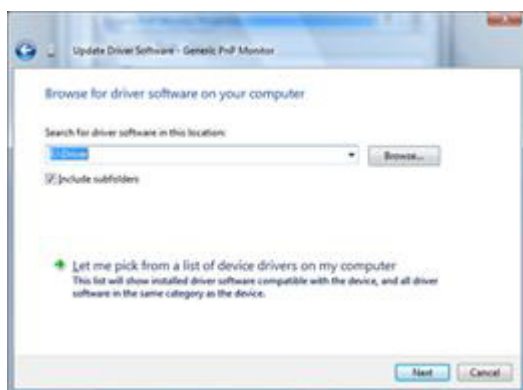 Update Driver Software - Generic PnP Monitor
Browse for driver software on your computer
Search for driver software in this location:
Browse...
Include subfolders
Let me pick from a list of device drivers on my computer
This list will show installed driver software compatible with the device, and all driver
software in the same category as the device.
Next Cancel